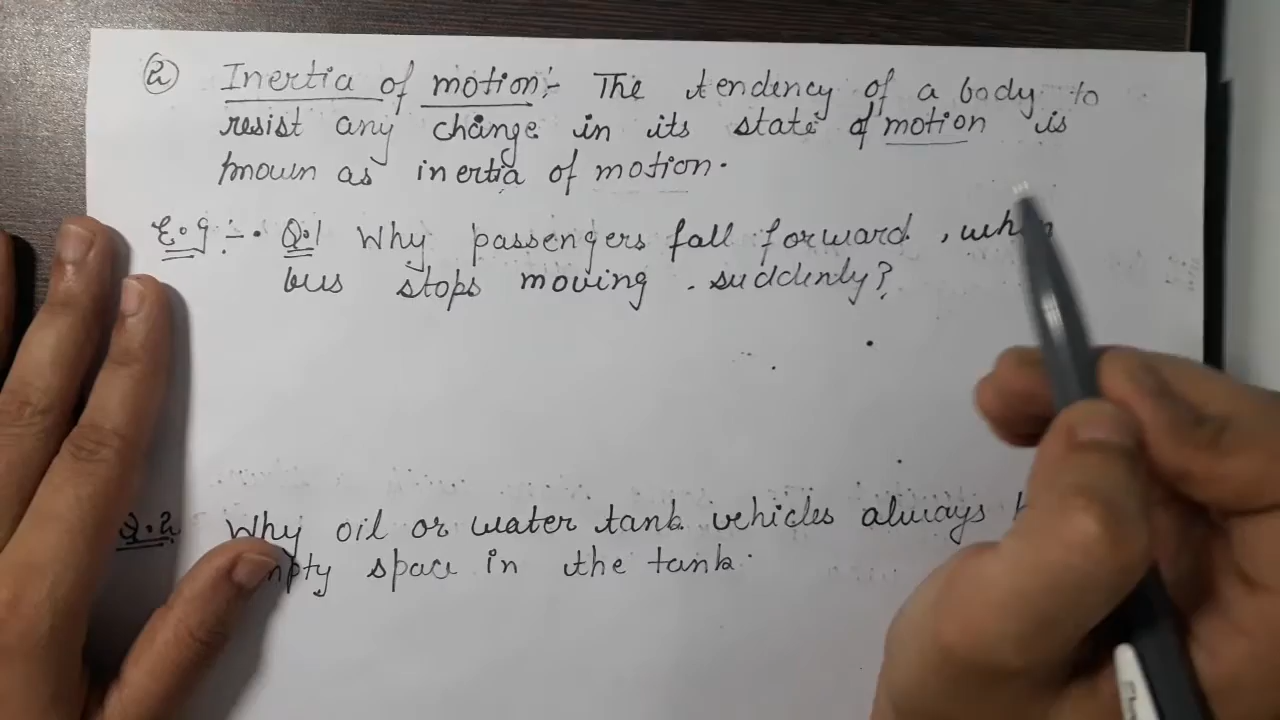 ② Inertia of motion:- The tendency of a body to
resist any change in its state of motion is
known as inertia of motion.
E.g:- Q.1 Why passengers fall forward, when
bus stops moving. suddenly?
Q.2 Why oil or water tank vehicles always
space in the tank.